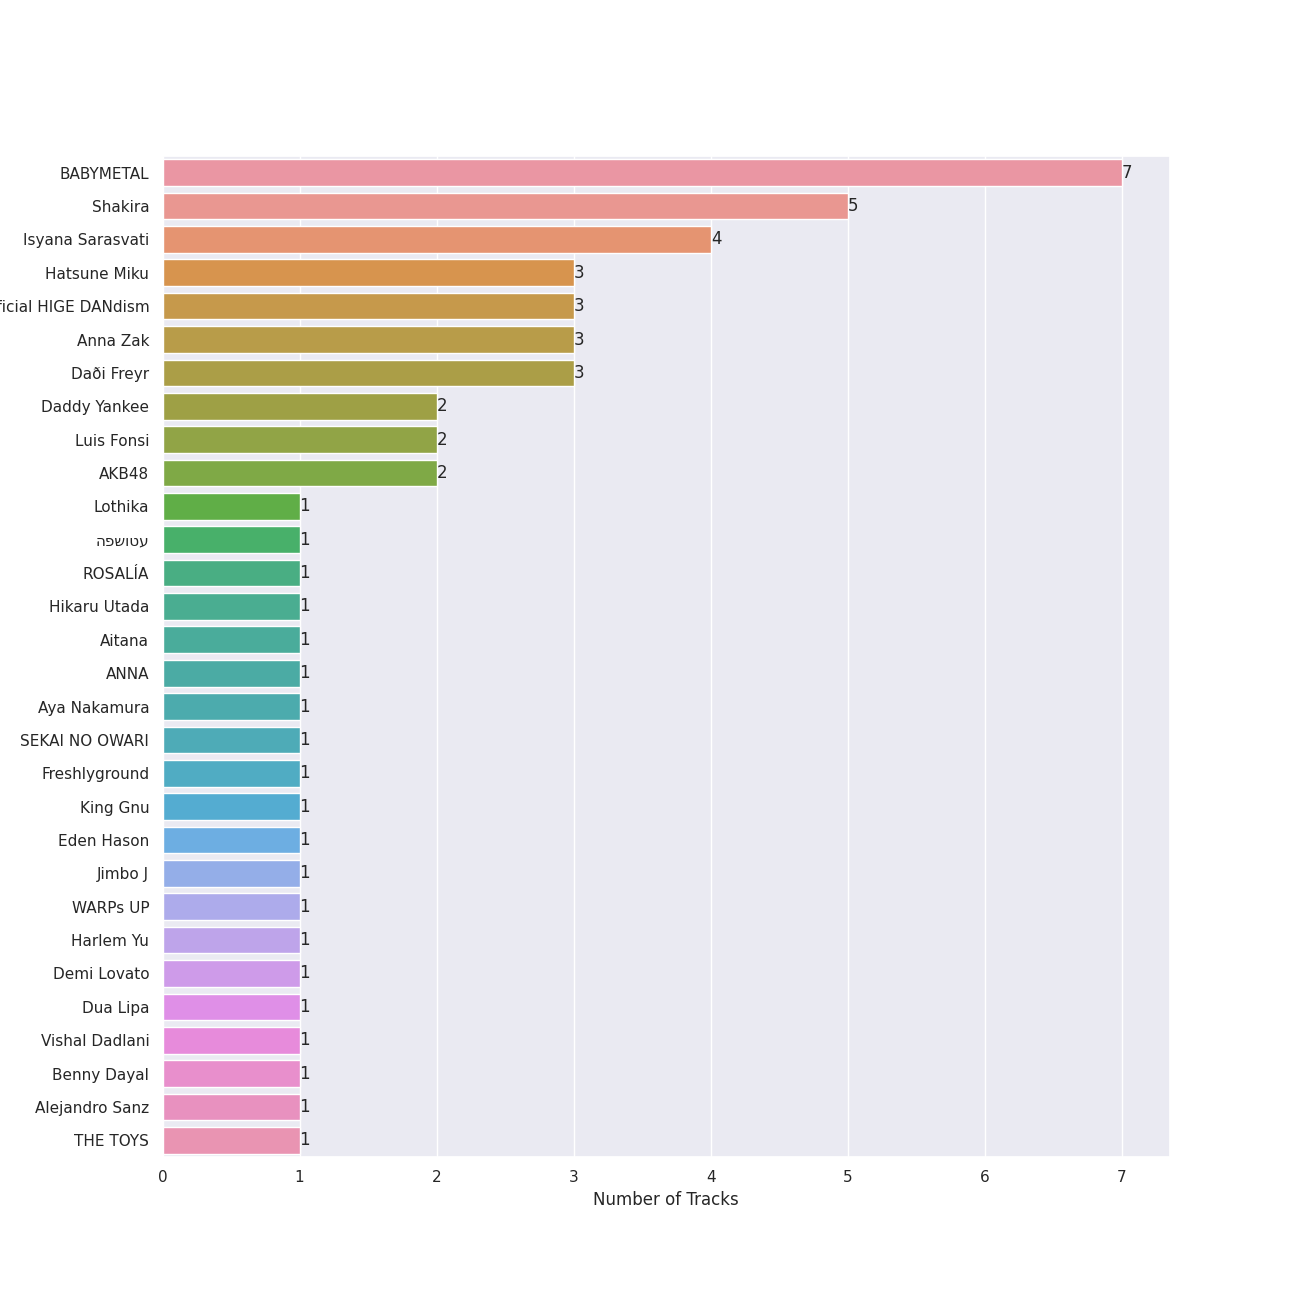 BABYMETAL 7
Shakira 5
Isyana Sarasvati 4
Hatsune Miku 3
ficial HIGE DANdism 3
Anna Zak 3
Daði Freyr 3
Daddy Yankee 2
Luis Fonsi 2
AKB48 2
Lothika 1
עטושפה 1
ROSALÍA 1
Hikaru Utada 1
Aitana 1
ANNA 1
Aya Nakamura 1
SEKAI NO OWARI 1
Freshlyground 1
King Gnu 1
Eden Hason 1
Jimbo J 1
WARPs UP 1
Harlem Yu 1
Demi Lovato 1
Dua Lipa 1
Vishal Dadlani 1
Benny Dayal 1
Alejandro Sanz 1
THE TOYS 1
0 1 2 3 4 5 6 7
Number of Tracks